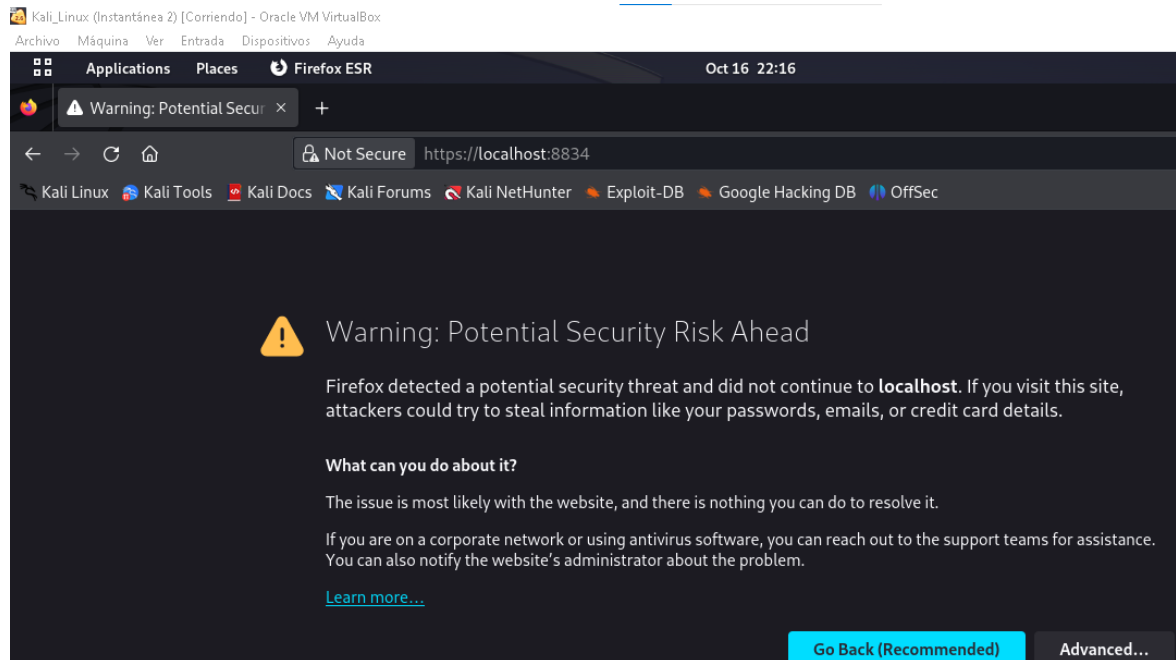 Kali_Linux (Instantánea 2) [Corriendo] - Oracle VM VirtualBox
Archivo Máquina Ver Entrada Dispositivos Ayuda
Applications Places Firefox ESR Oct 16 22:16
Warning: Potential Secur
Not Secure https://localhost:8834
Kali Linux Kali Tools Kali Docs Kali Forums Kali NetHunter Exploit-DB Google Hacking DB OffSec
Warning: Potential Security Risk Ahead
Firefox detected a potential security threat and did not continue to localhost. If you visit this site,
attackers could try to steal information like your passwords, emails, or credit card details.
What can you do about it?
The issue is most likely with the website, and there is nothing you can do to resolve it.
If you are on a corporate network or using antivirus software, you can reach out to the support teams for assistance.
You can also notify the website's administrator about the problem.
Learn more...
Go Back (Recommended) Advanced...